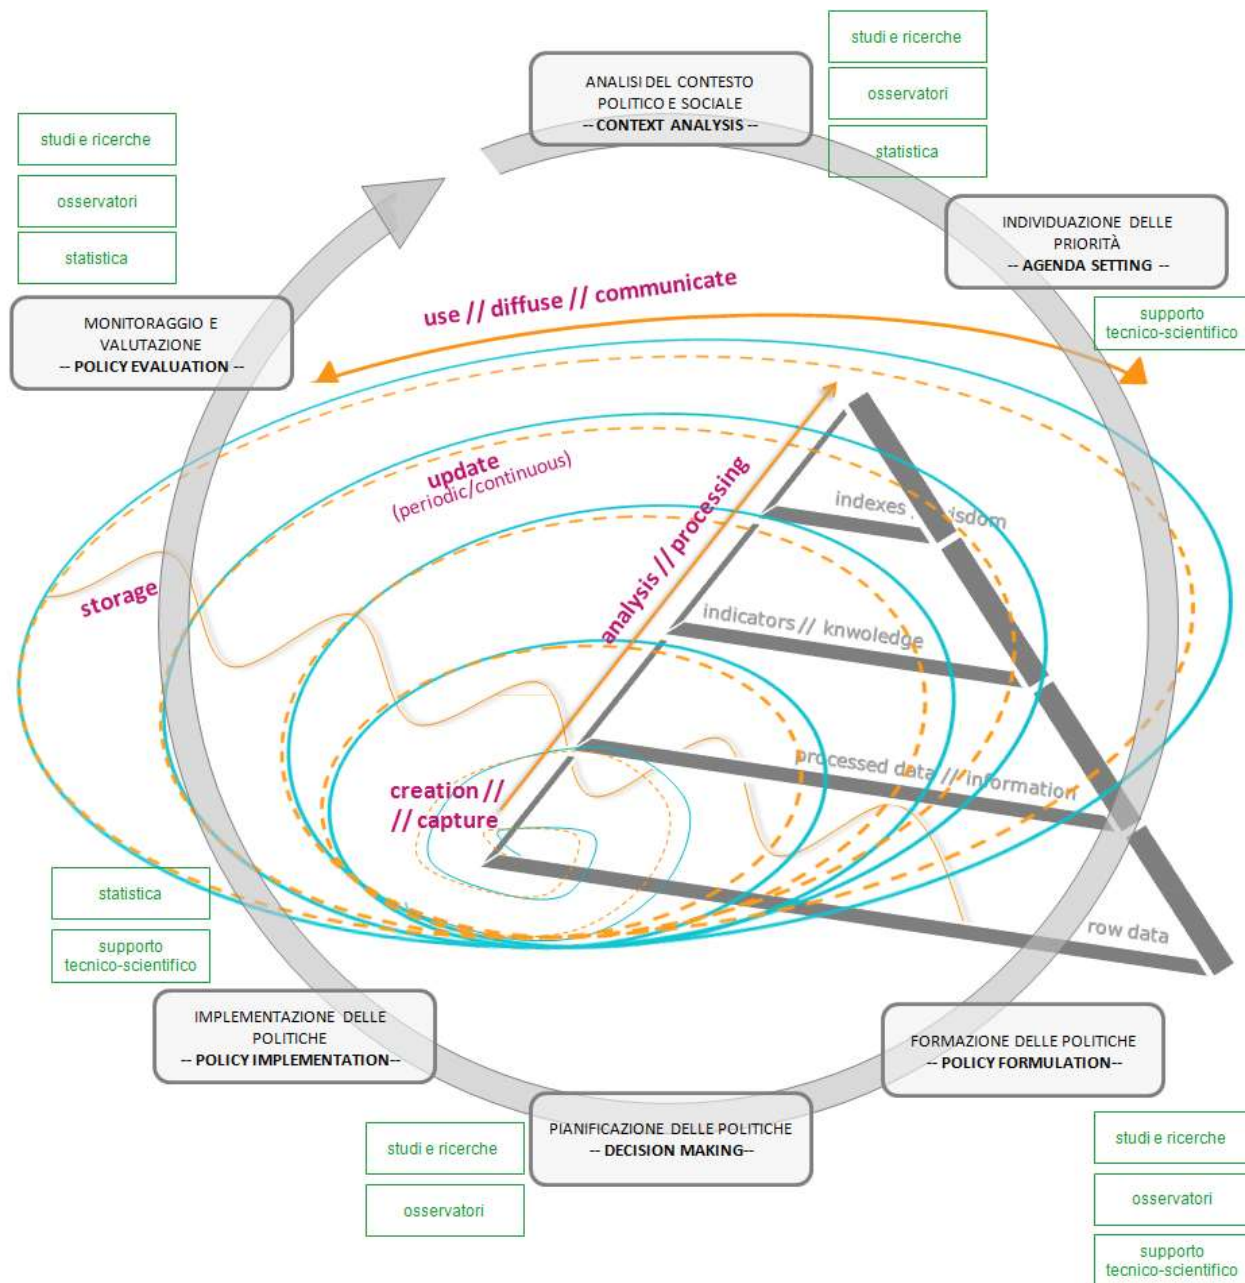 studi e ricerche
osservatori
statistica
ANALISI DEL CONTESTO
POLITICO E SOCIALE
-- CONTEXT ANALYSIS --
studi e ricerche
osservatori
statistica
INDIVIDUAZIONE DELLE
PRIORITÀ
-- AGENDA SETTING --
supporto
tecnico-scientifico
MONITORAGGIO E
VALUTAZIONE
-- POLICY EVALUATION --
use // diffuse // communicate
update
(periodic/continuous)
storage
analysis // processing
creation //
// capture
indexes
indicators // knwoledge
processed data // information
row data
statistica
supporto
tecnico-scientifico
IMPLEMENTAZIONE DELLE
POLITICHE
-- POLICY IMPLEMENTATION--
FORMAZIONE DELLE POLITICHE
-- POLICY FORMULATION--
PIANIFICAZIONE DELLE POLITICHE
-- DECISION MAKING--
studi e ricerche
osservatori
studi e ricerche
osservatori
supporto
tecnico-scientifico